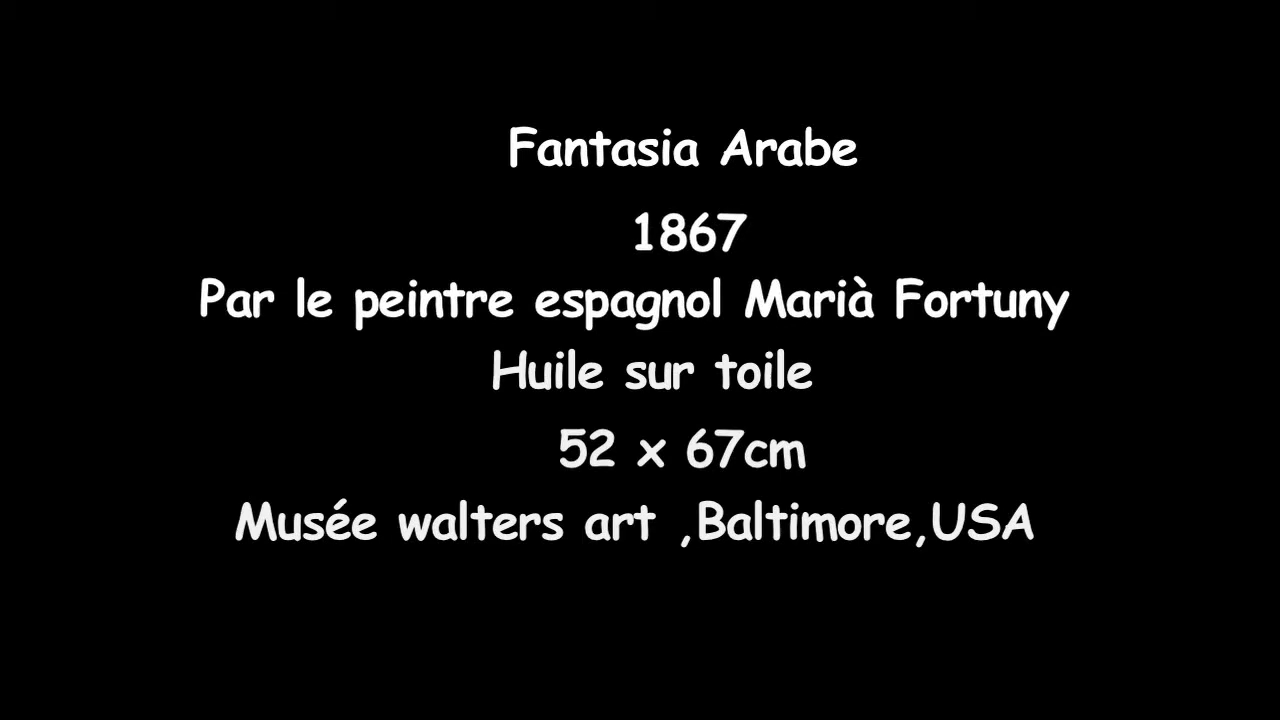 Fantasia Arabe
1867
Par le peintre espagnol Marià Fortuny
Huile sur toile
52 x 67cm
Musée walters art ,Baltimore,USA